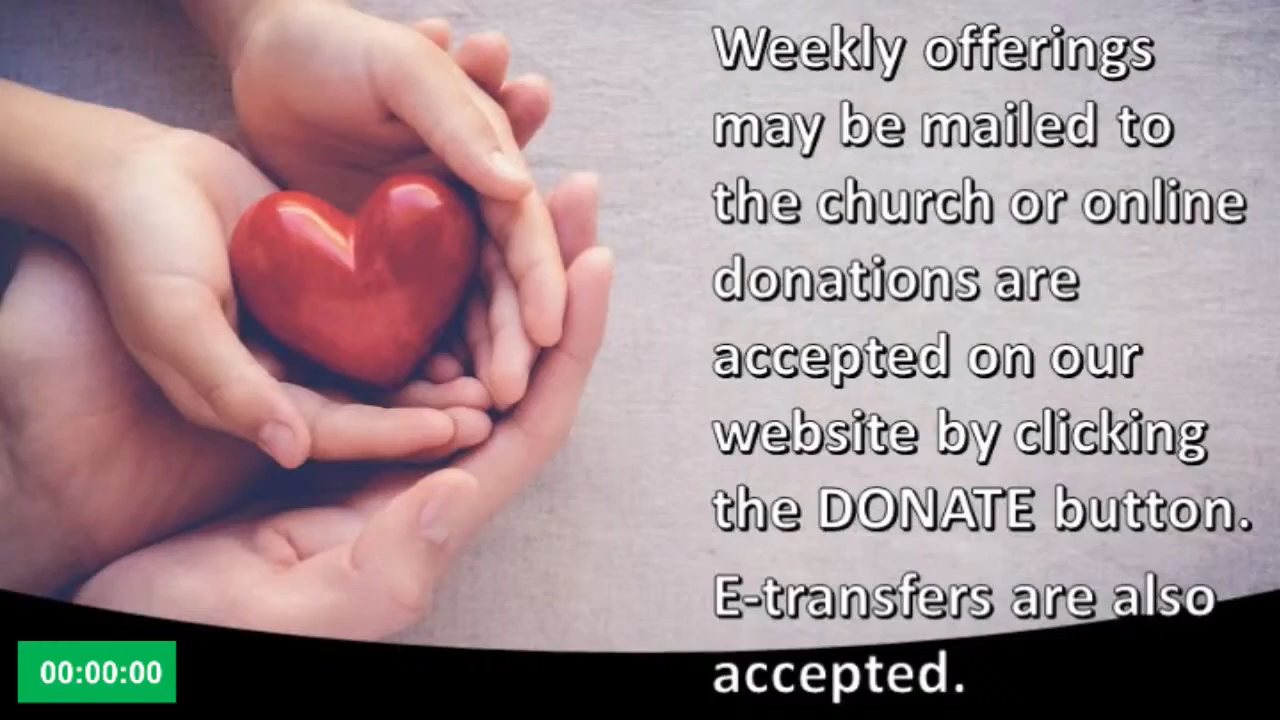 Weekly offerings
may be mailed to
the church or online
donations are
accepted on our
website by clicking
the DONATE button.
E-transfers are also
accepted.
00:00:00